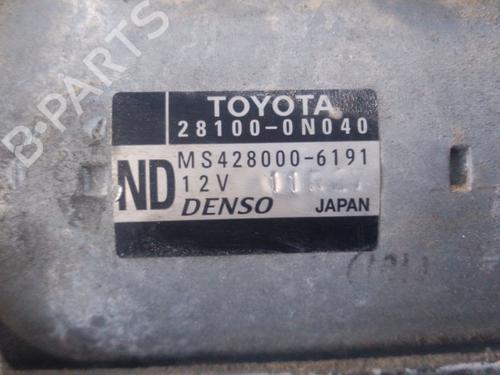 B-PARTS
TOYOTA
28100-0N040
ND
MS428000-6191
12V
DENSO
JAPAN